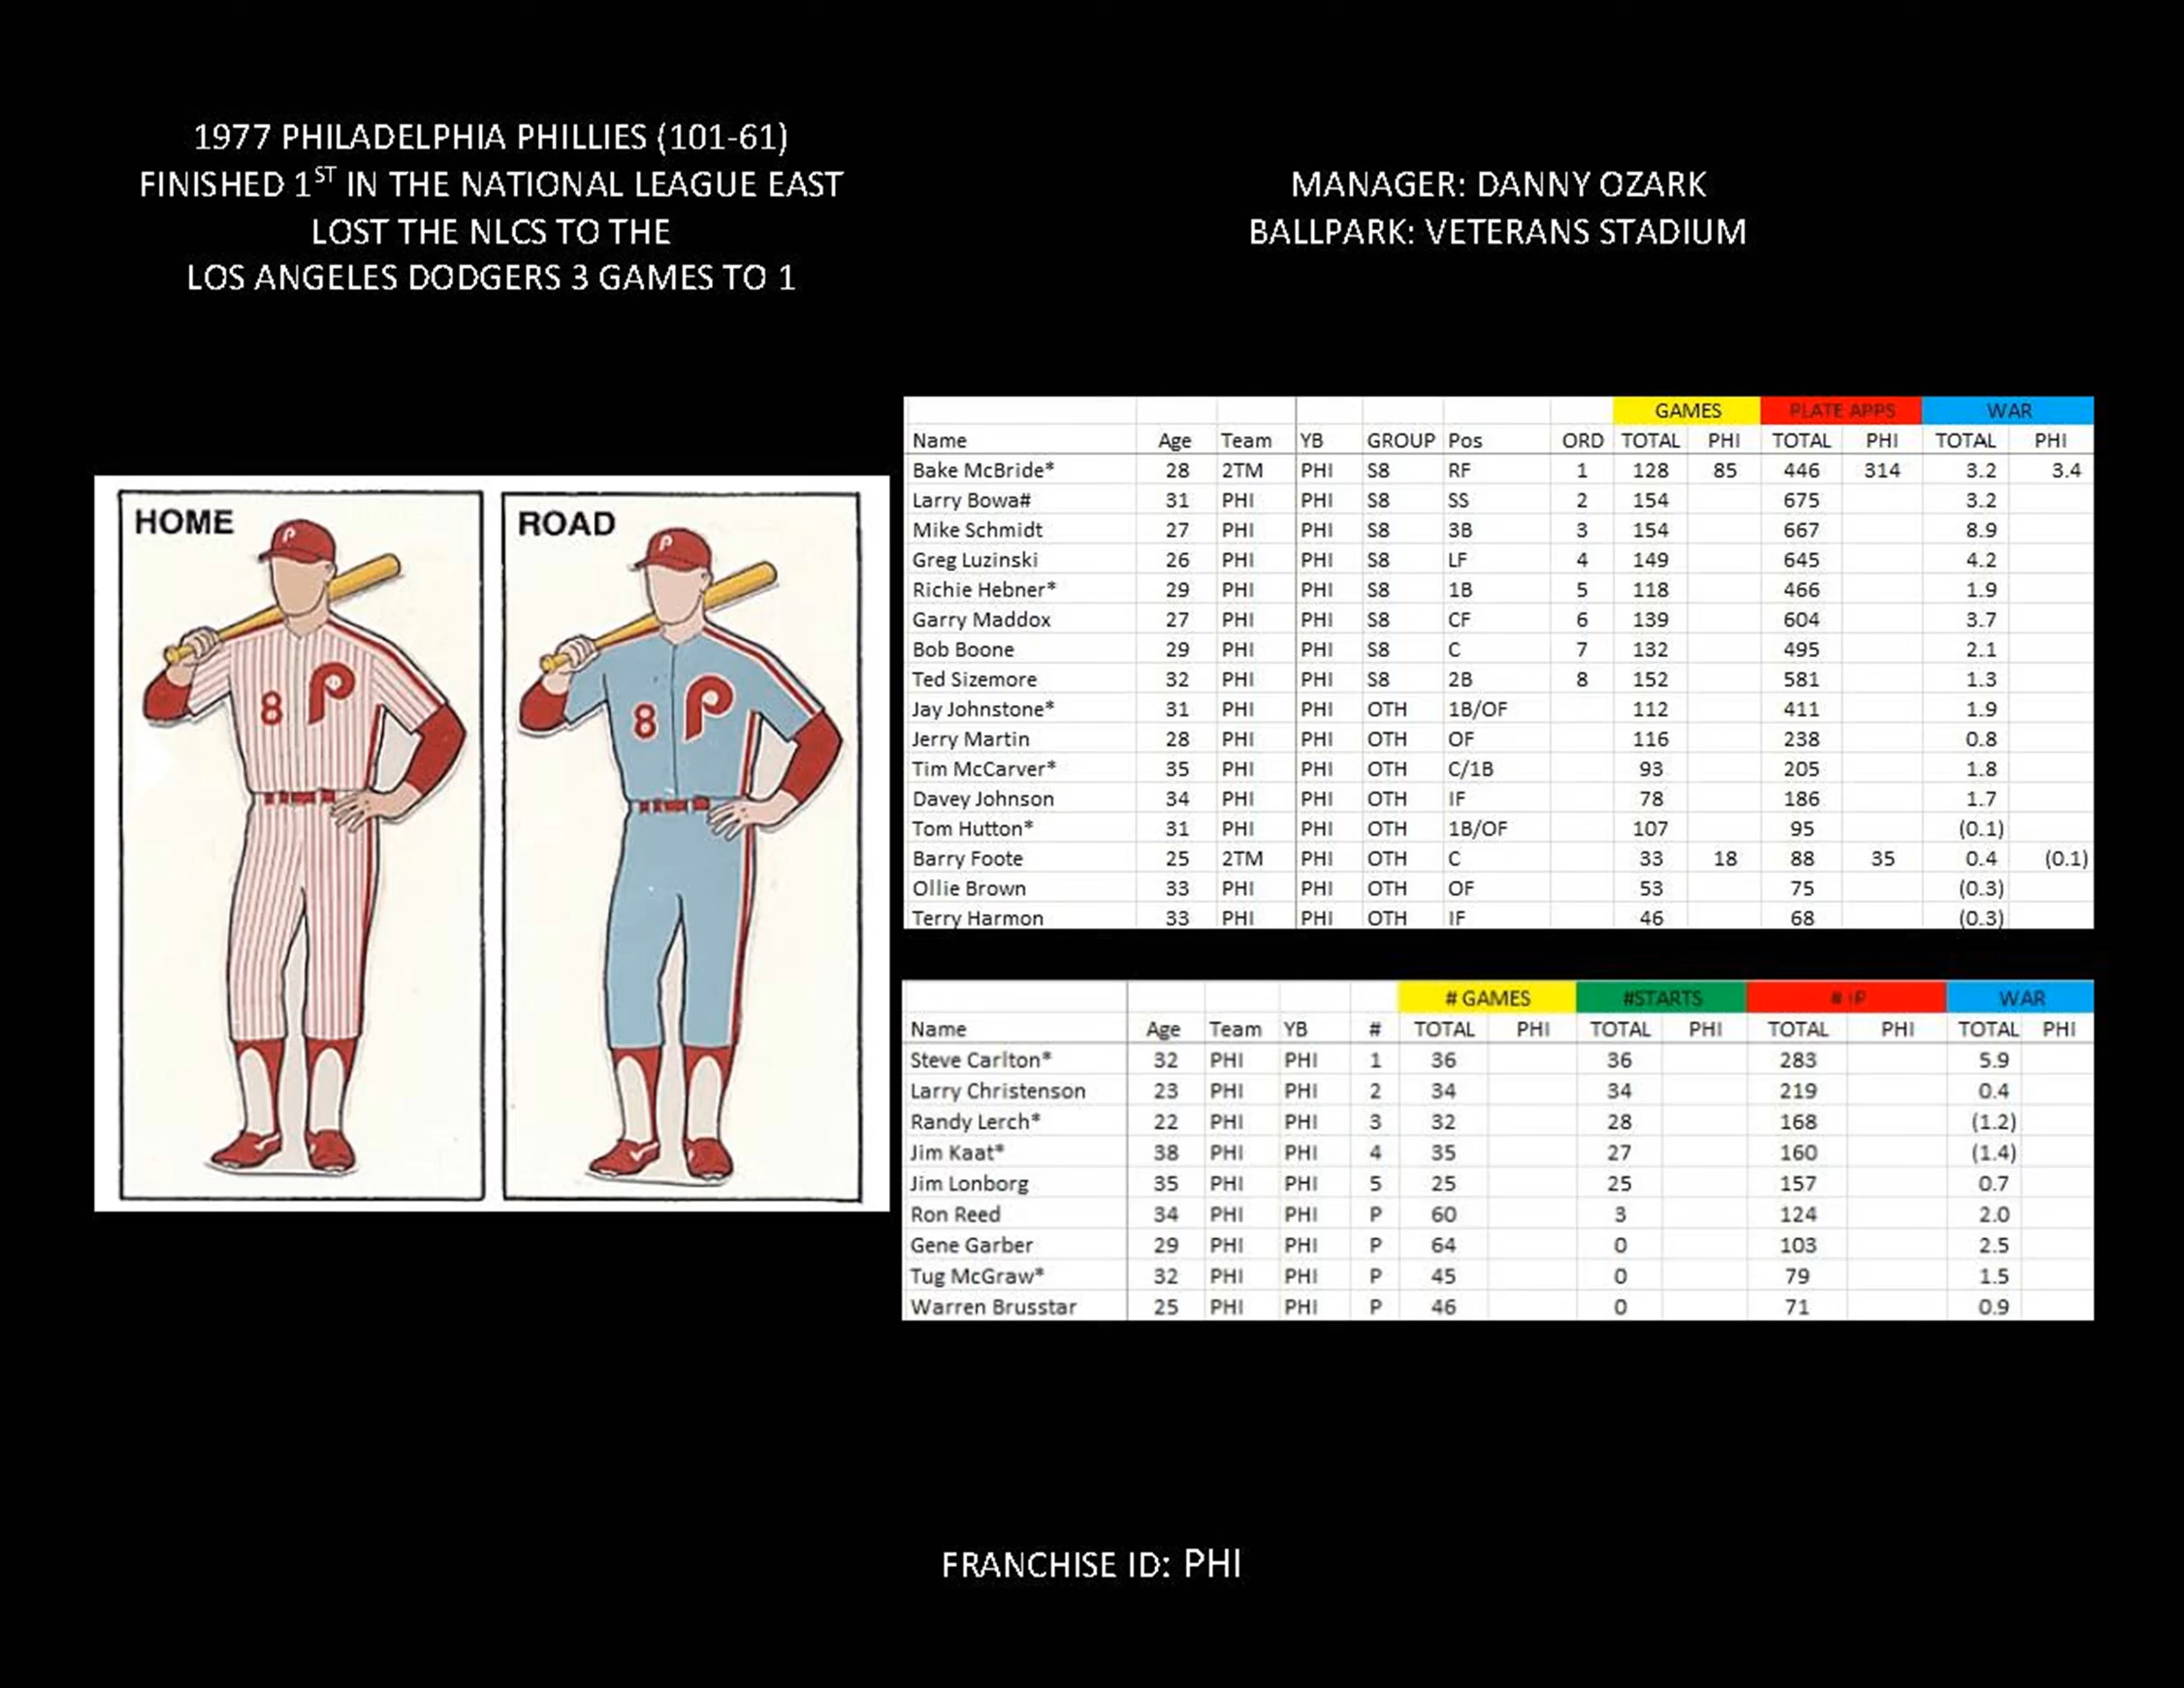 1977 PHILADELPHIA PHILLIES (101-61)
FINISHED 1ST IN THE NATIONAL LEAGUE EAST
LOST THE NLCS TO THE
LOS ANGELES DODGERS 3 GAMES TO 1
MANAGER: DANNY OZARK
BALLPARK: VETERANS STADIUM
HOME
P
8 P
ROAD
P
8 P
GAMES PLATE APPS WAR
Name Age Team YB GROUP Pos ORD TOTAL PHI TOTAL PHI TOTAL PHI
Bake McBride* 28 2TM PHI S8 RF 1 128 85 446 314 3.2 3.4
Larry Bowa# 31 PHI PHI S8 SS 2 154 675 3.2
Mike Schmidt 27 PHI PHI S8 3B 3 154 667 8.9
Greg Luzinski 26 PHI PHI S8 LF 4 149 645 4.2
Richie Hebner* 29 PHI PHI S8 1B 5 118 466 1.9
Garry Maddox 27 PHI PHI S8 CF 6 139 604 3.7
Bob Boone 29 PHI PHI S8 C 7 132 495 2.1
Ted Sizemore 32 PHI PHI S8 2B 8 152 581 1.3
Jay Johnstone* 31 PHI PHI OTH 1B/OF 112 411 1.9
Jerry Martin 28 PHI PHI OTH OF 116 238 0.8
Tim McCarver* 35 PHI PHI OTH C/1B 93 205 1.8
Davey Johnson 34 PHI PHI OTH IF 78 186 1.7
Tom Hutton* 31 PHI PHI OTH 1B/OF 107 95 (0.1)
Barry Foote 25 2TM PHI OTH C 33 18 88 35 0.4 (0.1)
Ollie Brown 33 PHI PHI OTH OF 53 75 (0.3)
Terry Harmon 33 PHI PHI OTH IF 46 68 (0.3)
# GAMES #STARTS # IP WAR
Name Age Team YB # TOTAL PHI TOTAL PHI TOTAL PHI TOTAL PHI
Steve Carlton* 32 PHI PHI 1 36 36 283 5.9
Larry Christenson 23 PHI PHI 2 34 34 219 0.4
Randy Lerch* 22 PHI PHI 3 32 28 168 (1.2)
Jim Kaat* 38 PHI PHI 4 35 27 160 (1.4)
Jim Lonborg 35 PHI PHI 5 25 25 157 0.7
Ron Reed 34 PHI PHI P 60 3 124 2.0
Gene Garber 29 PHI PHI P 64 0 103 2.5
Tug McGraw* 32 PHI PHI P 45 0 79 1.5
Warren Brusstar 25 PHI PHI P 46 0 71 0.9
FRANCHISE ID: PHI